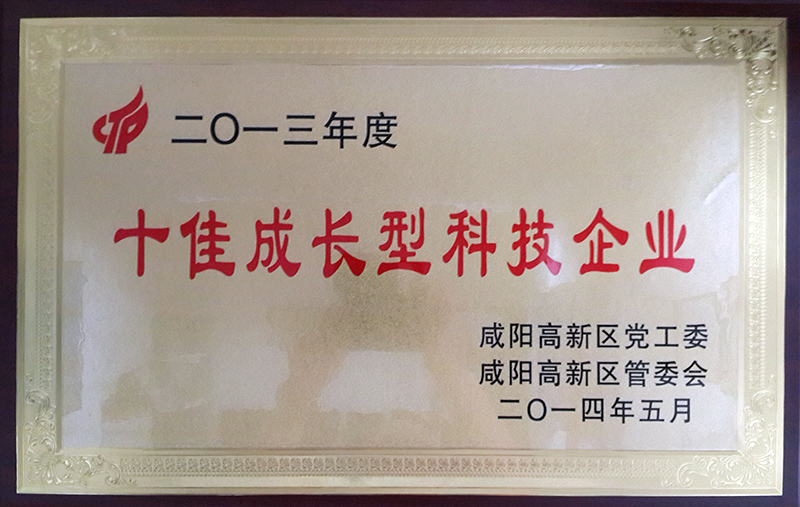 二〇一三年度
十佳成长型科技企业
咸阳高新区党工委
咸阳高新区管委会
二〇一四年五月